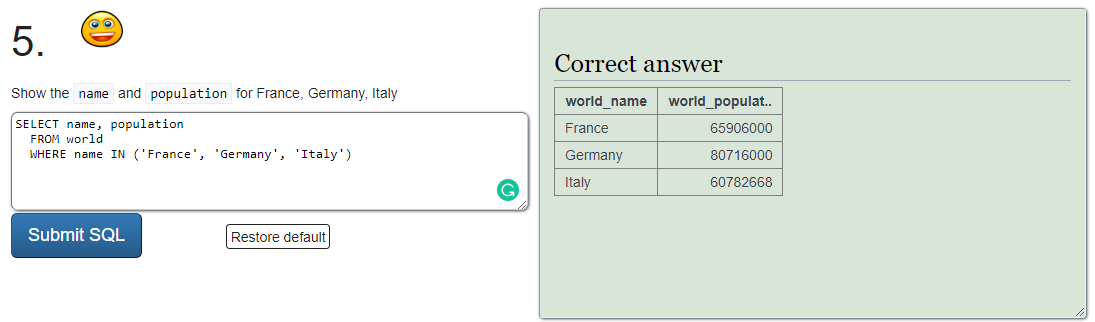 5.
Show the name and population for France, Germany, Italy
SELECT name, population
FROM world
WHERE name IN ('France', 'Germany', 'Italy')
Submit SQL
Restore default
Correct answer
world_name world_populat..
France 65906000
Germany 80716000
Italy 60782668